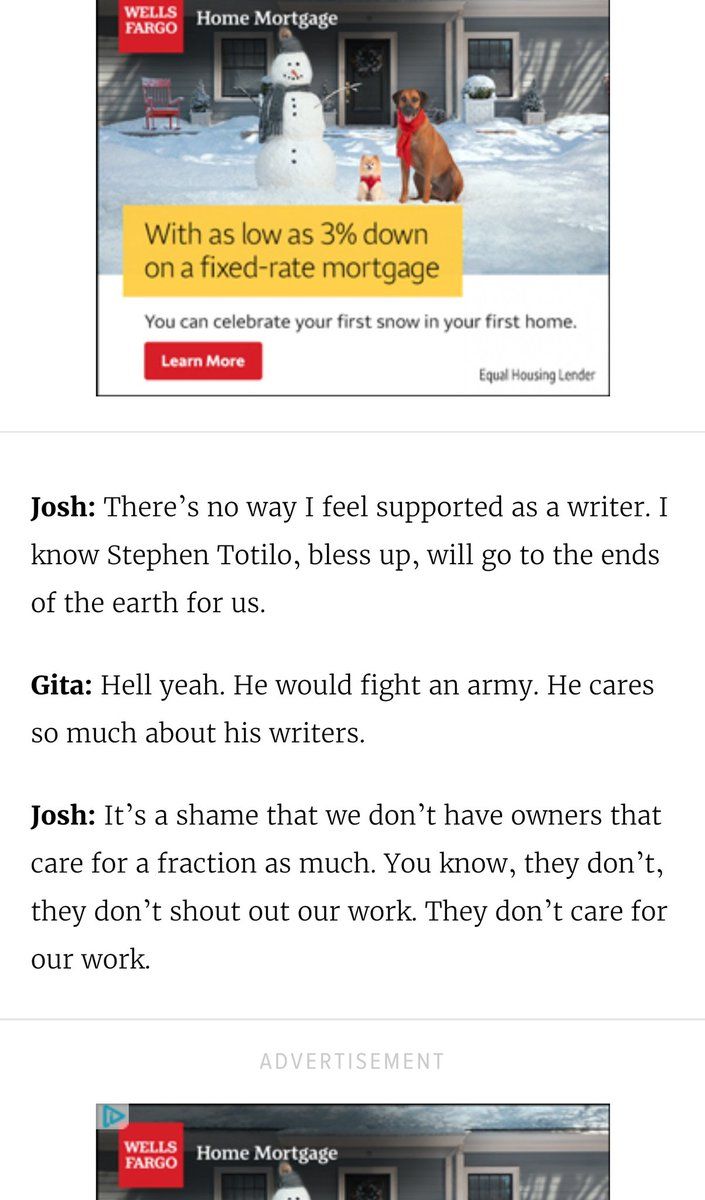 WELLS
FARGO
Home Mortgage
With as low as 3% down
on a fixed-rate mortgage
You can celebrate your first snow in your first home.
Learn More
Equal Housing Lender
Josh: There’s no way I feel supported as a writer. I
know Stephen Totilo, bless up, will go to the ends
of the earth for us.
Gita: Hell yeah. He would fight an army. He cares
so much about his writers.
Josh: It’s a shame that we don’t have owners that
care for a fraction as much. You know, they don’t,
they don’t shout out our work. They don’t care for
our work.
ADVERTISEMENT
WELLS
FARGO
Home Mortgage